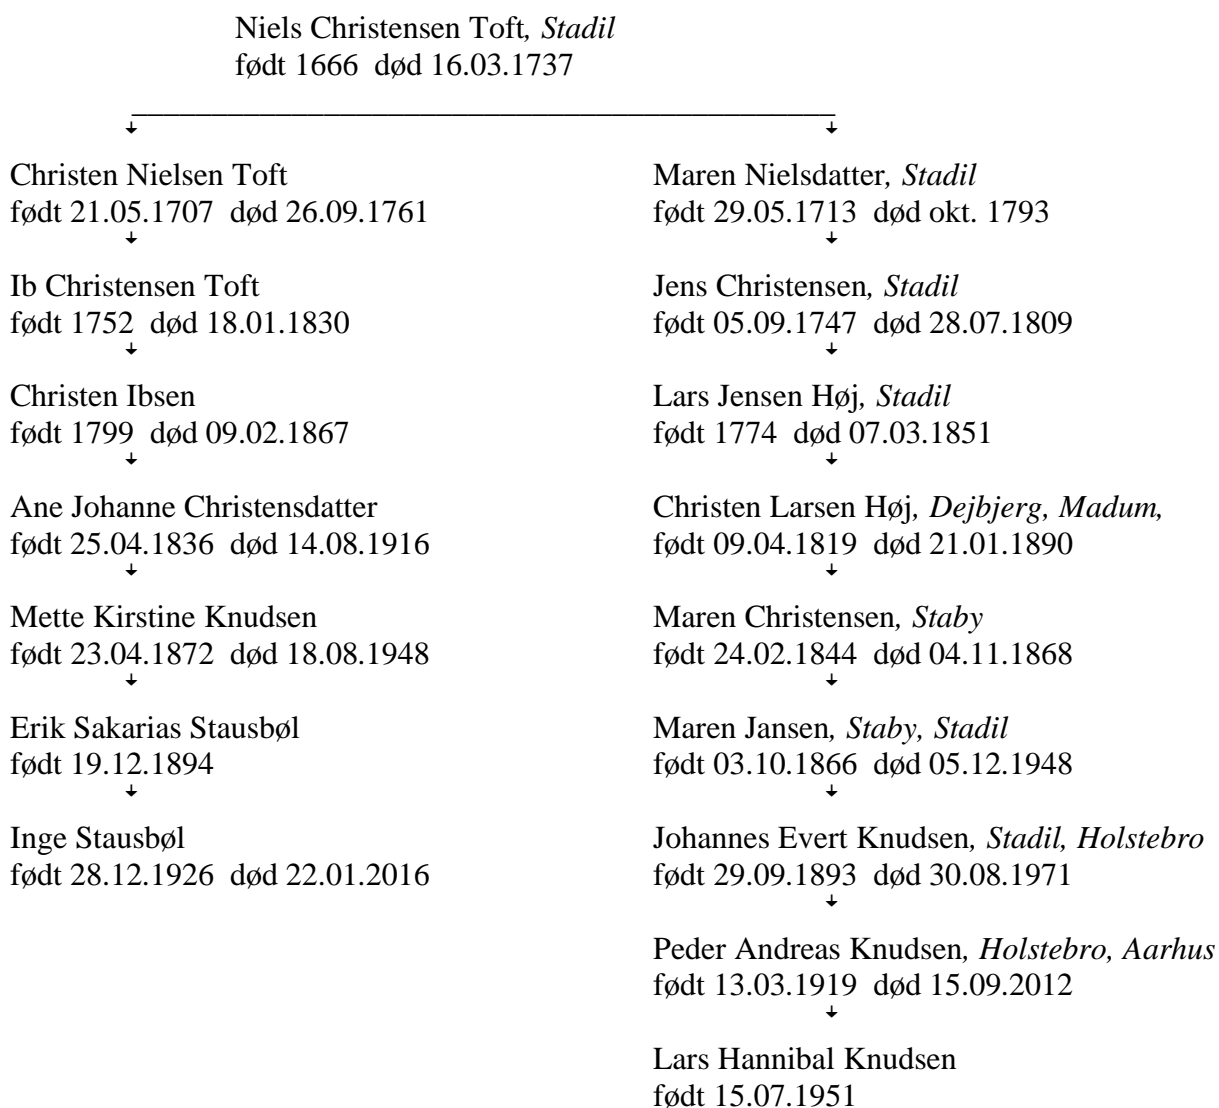 Niels Christensen Toft, Stadil
født 1666 død 16.03.1737
Christen Nielsen Toft
født 21.05.1707 død 26.09.1761
Ib Christensen Toft
født 1752 død 18.01.1830
Christen Ibsen
født 1799 død 09.02.1867
Ane Johanne Christensdatter
født 25.04.1836 død 14.08.1916
Mette Kirstine Knudsen
født 23.04.1872 død 18.08.1948
Erik Sakarias Stausbøl
født 19.12.1894
Inge Stausbøl
født 28.12.1926 død 22.01.2016
Maren Nielsdatter, Stadil
født 29.05.1713 død okt. 1793
Jens Christensen, Stadil
født 05.09.1747 død 28.07.1809
Lars Jensen Høj, Stadil
født 1774 død 07.03.1851
Christen Larsen Høj, Dejbjerg, Madum,
født 09.04.1819 død 21.01.1890
Maren Christensen, Staby
født 24.02.1844 død 04.11.1868
Maren Jansen, Staby, Stadil
født 03.10.1866 død 05.12.1948
Johannes Evert Knudsen, Stadil, Holstebro
født 29.09.1893 død 30.08.1971
Peder Andreas Knudsen, Holstebro, Aarhus
født 13.03.1919 død 15.09.2012
Lars Hannibal Knudsen
født 15.07.1951